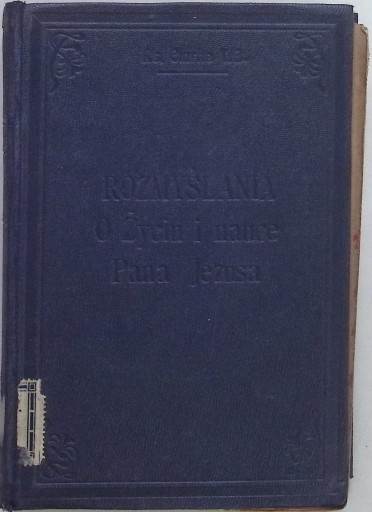 ROZMYŚLANIA
O Życiu i nauce
Pana Jezusa